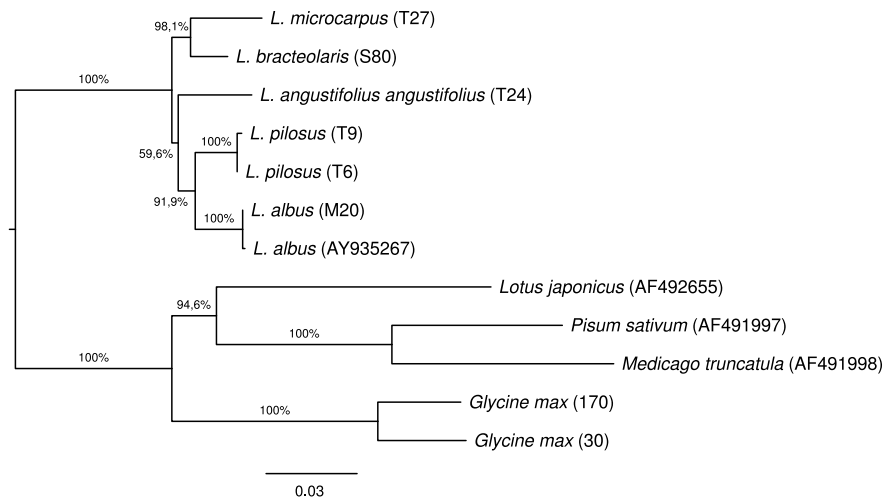 L. microcarpus (T27)
98,1%
L. bracteolaris (S80)
100%
L. angustifolius angustifolius (T24)
L. pilosus (T9)
100%
59,6%
L. pilosus (T6)
91,9%
L. albus (M20)
100%
L. albus (AY935267)
Lotus japonicus (AF492655)
94,6%
Pisum sativum (AF491997)
100%
100%
Medicago truncatula (AF491998)
Glycine max (170)
100%
Glycine max (30)
0.03